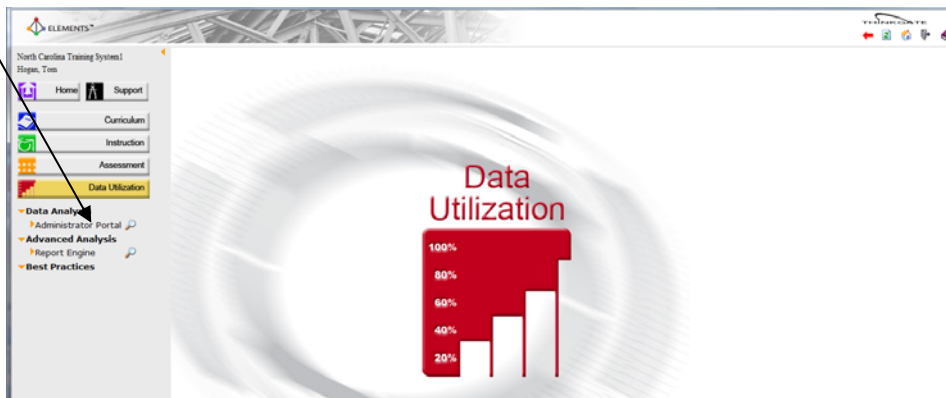 ELEMENTS™
THINKGATE
North Carolina Training System1
Hogan, Tom
Home
Support
Curriculum
Instruction
Assessment
Data Utilization
Data Analy
Administrator Portal
Advanced Analysis
Report Engine
Best Practices
Data
Utilization
100%
80%
60%
40%
20%